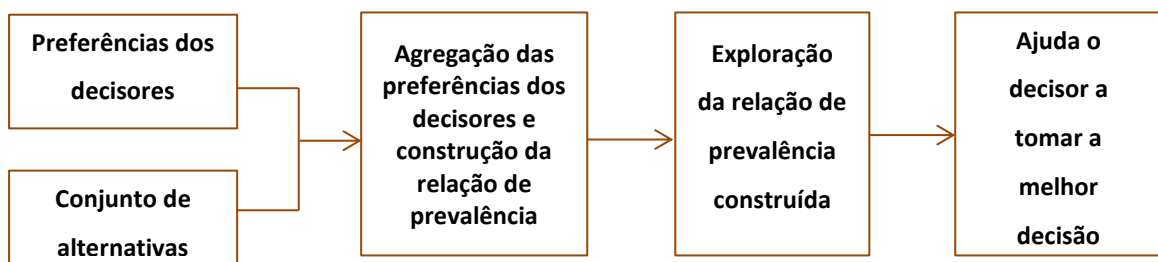 Preferências dos
decisores
Conjunto de
alternativas
Agregação das
preferências dos
decisores e
construção da
relação de
prevalência
Exploração
da relação de
prevalência
construída
Ajuda o
decisor a
tomar a
melhor
decisão